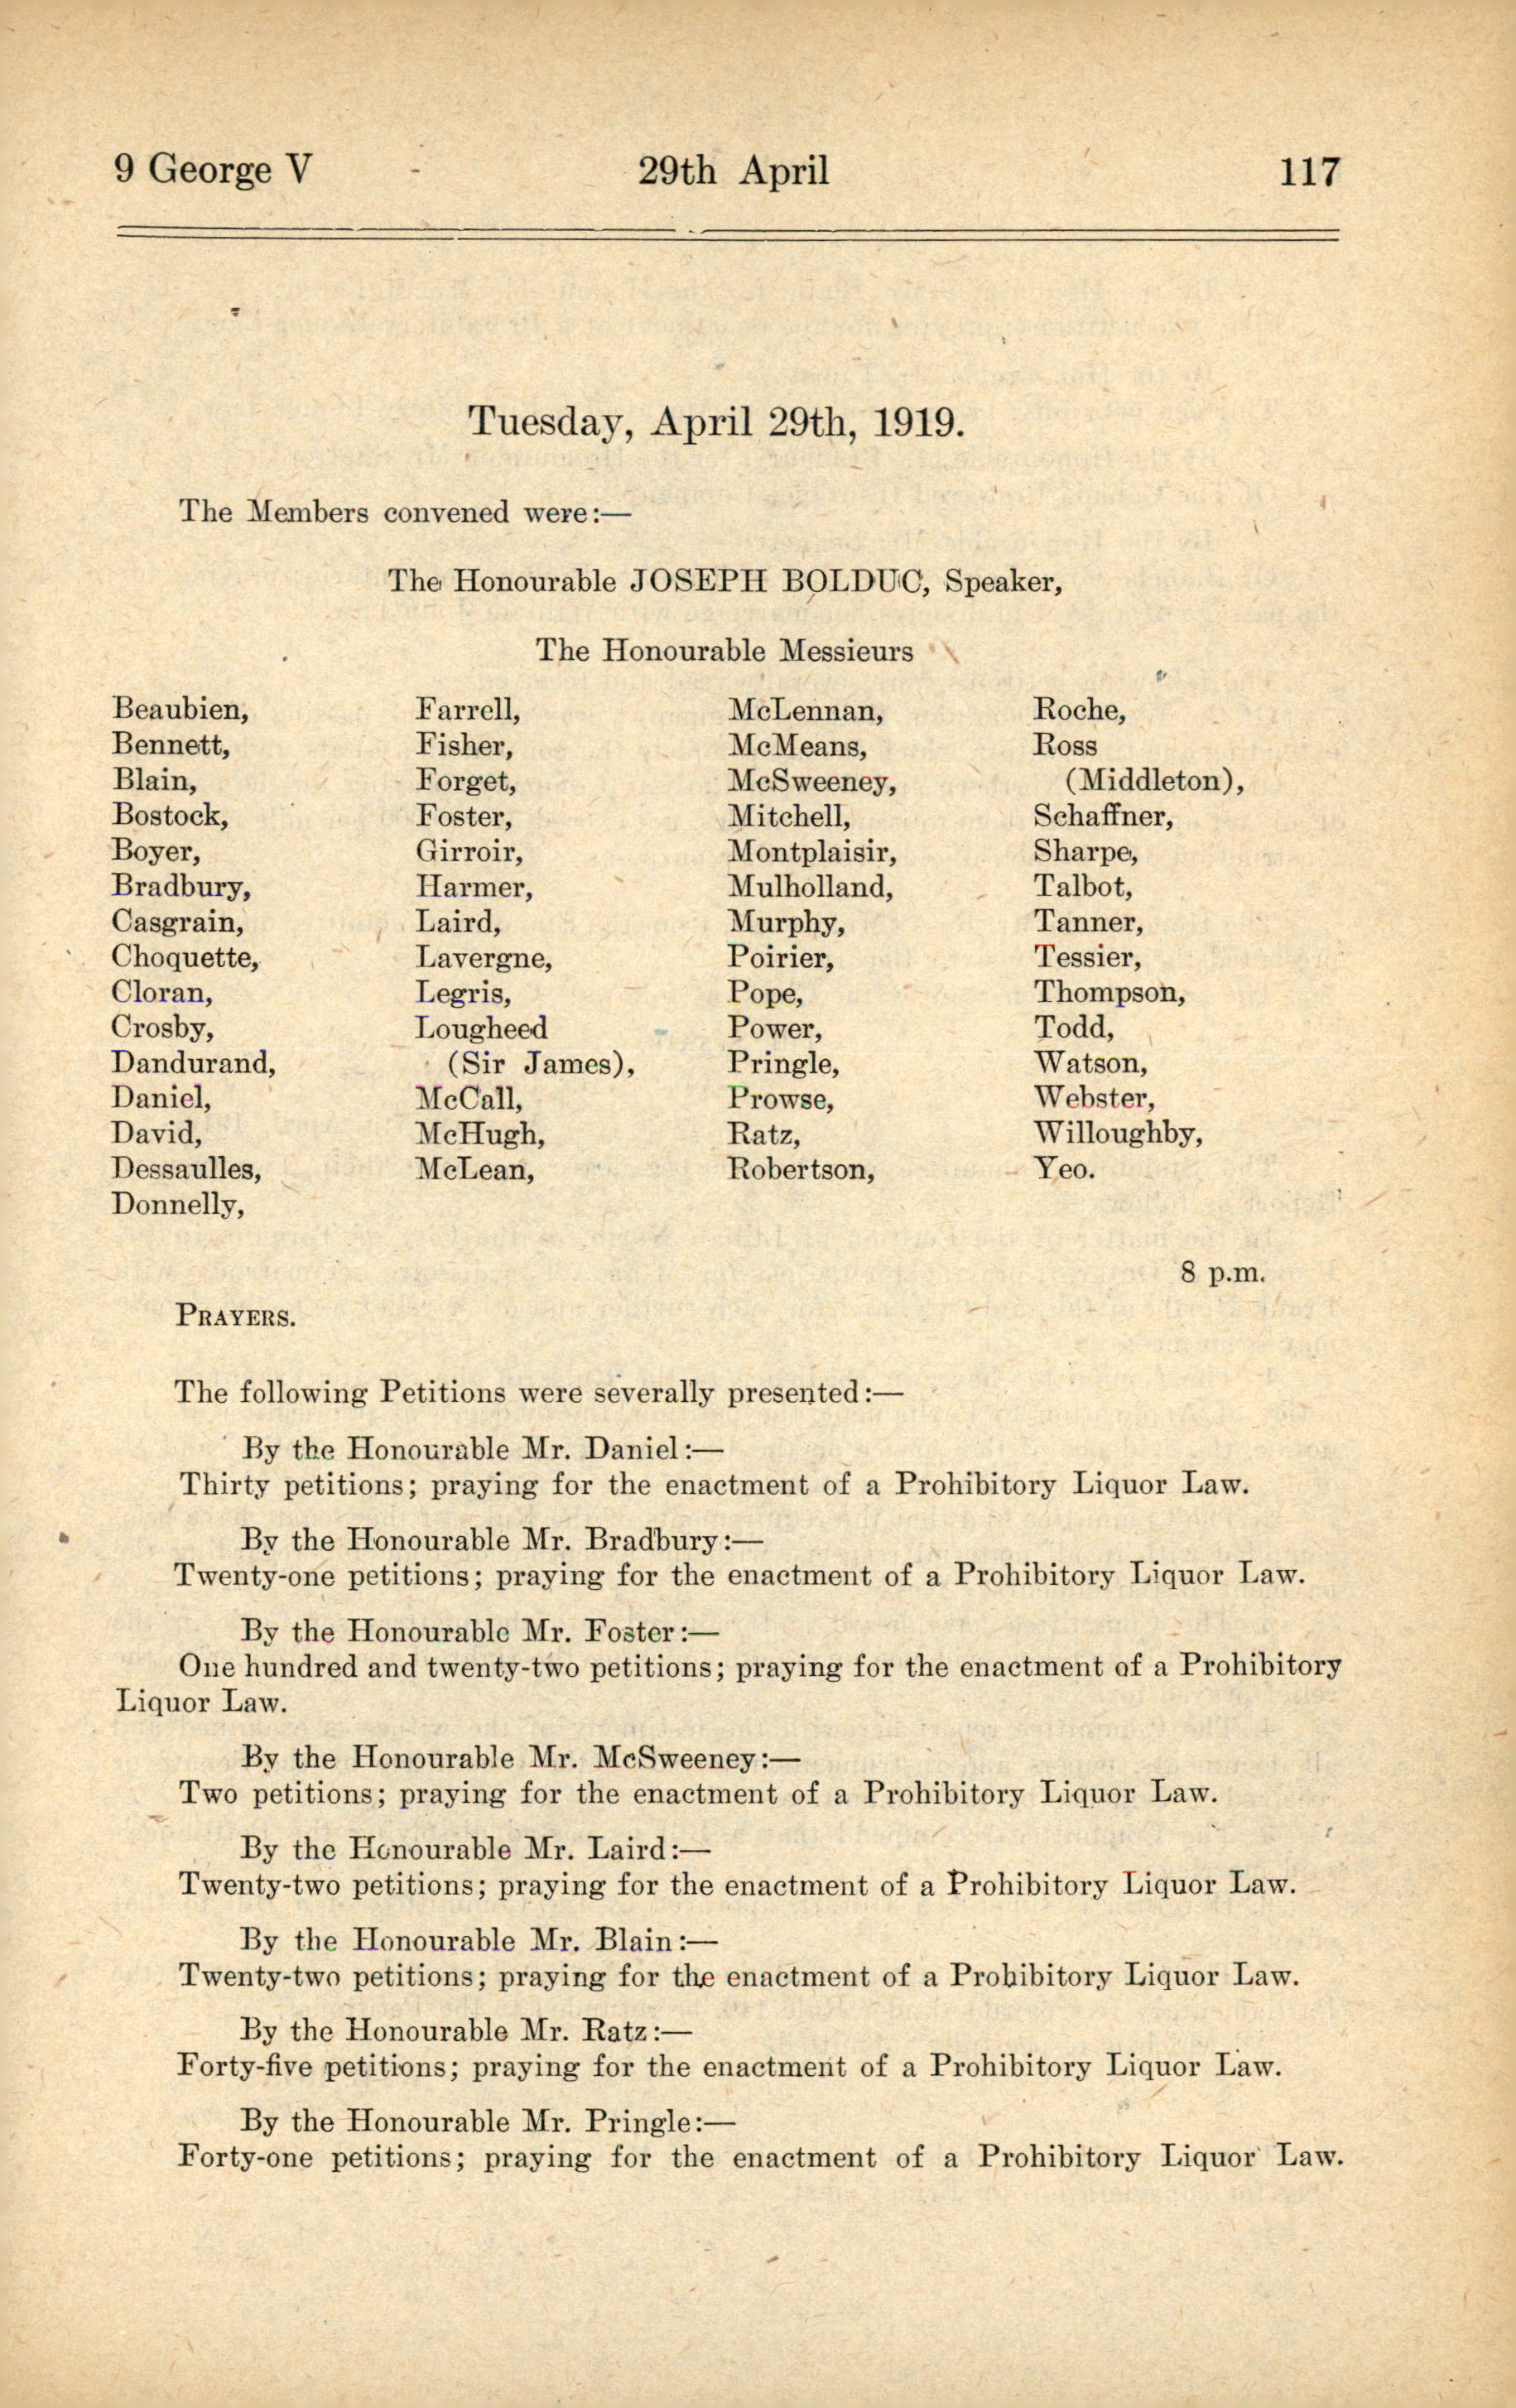 9 George V 29th April 117
Tuesday, April 29th, 1919.
The Members convened were:—
The Honourable JOSEPH BOLDUC, Speaker,
The Honourable Messieurs
Beaubien,
Bennett,
Blain,
Bostock,
Boyer,
Bradbury,
Casgrain,
Choquette,
Cloran,
Crosby,
Dandurand,
Daniel,
David,
Dessaulles,
Donnelly,
Farrell,
Fisher,
Forget,
Foster,
Girroir,
Harmer,
Laird,
Lavergne,
Legris,
Lougheed
(Sir James),
McCall,
McHugh,
McLean,
McLennan,
McMeans,
McSweeney,
Mitchell,
Montplaisir,
Mulholland,
Murphy,
Poirier,
Pope,
Power,
Pringle,
Prowse,
Ratz,
Robertson,
Roche,
Ross
(Middleton),
Schaffner,
Sharpe,
Talbot,
Tanner,
Tessier,
Thompson,
Todd,
Watson,
Webster,
Willoughby,
Yeo.
8 p.m.
PRAYERS.
The following Petitions were severally presented:—
By the Honourable Mr. Daniel:—
Thirty petitions; praying for the enactment of a Prohibitory Liquor Law.
By the Honourable Mr. Bradbury:—
Twenty-one petitions; praying for the enactment of a Prohibitory Liquor Law.
By the Honourable Mr. Foster:—
One hundred and twenty-two petitions; praying for the enactment of a Prohibitory
Liquor Law.
By the Honourable Mr. McSweeney:—
Two petitions; praying for the enactment of a Prohibitory Liquor Law.
By the Honourable Mr. Laird:—
Twenty-two petitions; praying for the enactment of a Prohibitory Liquor Law.
By the Honourable Mr. Blain:—
Twenty-two petitions; praying for the enactment of a Prohibitory Liquor Law.
By the Honourable Mr. Ratz:—
Forty-five petitions; praying for the enactment of a Prohibitory Liquor Law.
By the Honourable Mr. Pringle:—
Forty-one petitions; praying for the enactment of a Prohibitory Liquor Law.